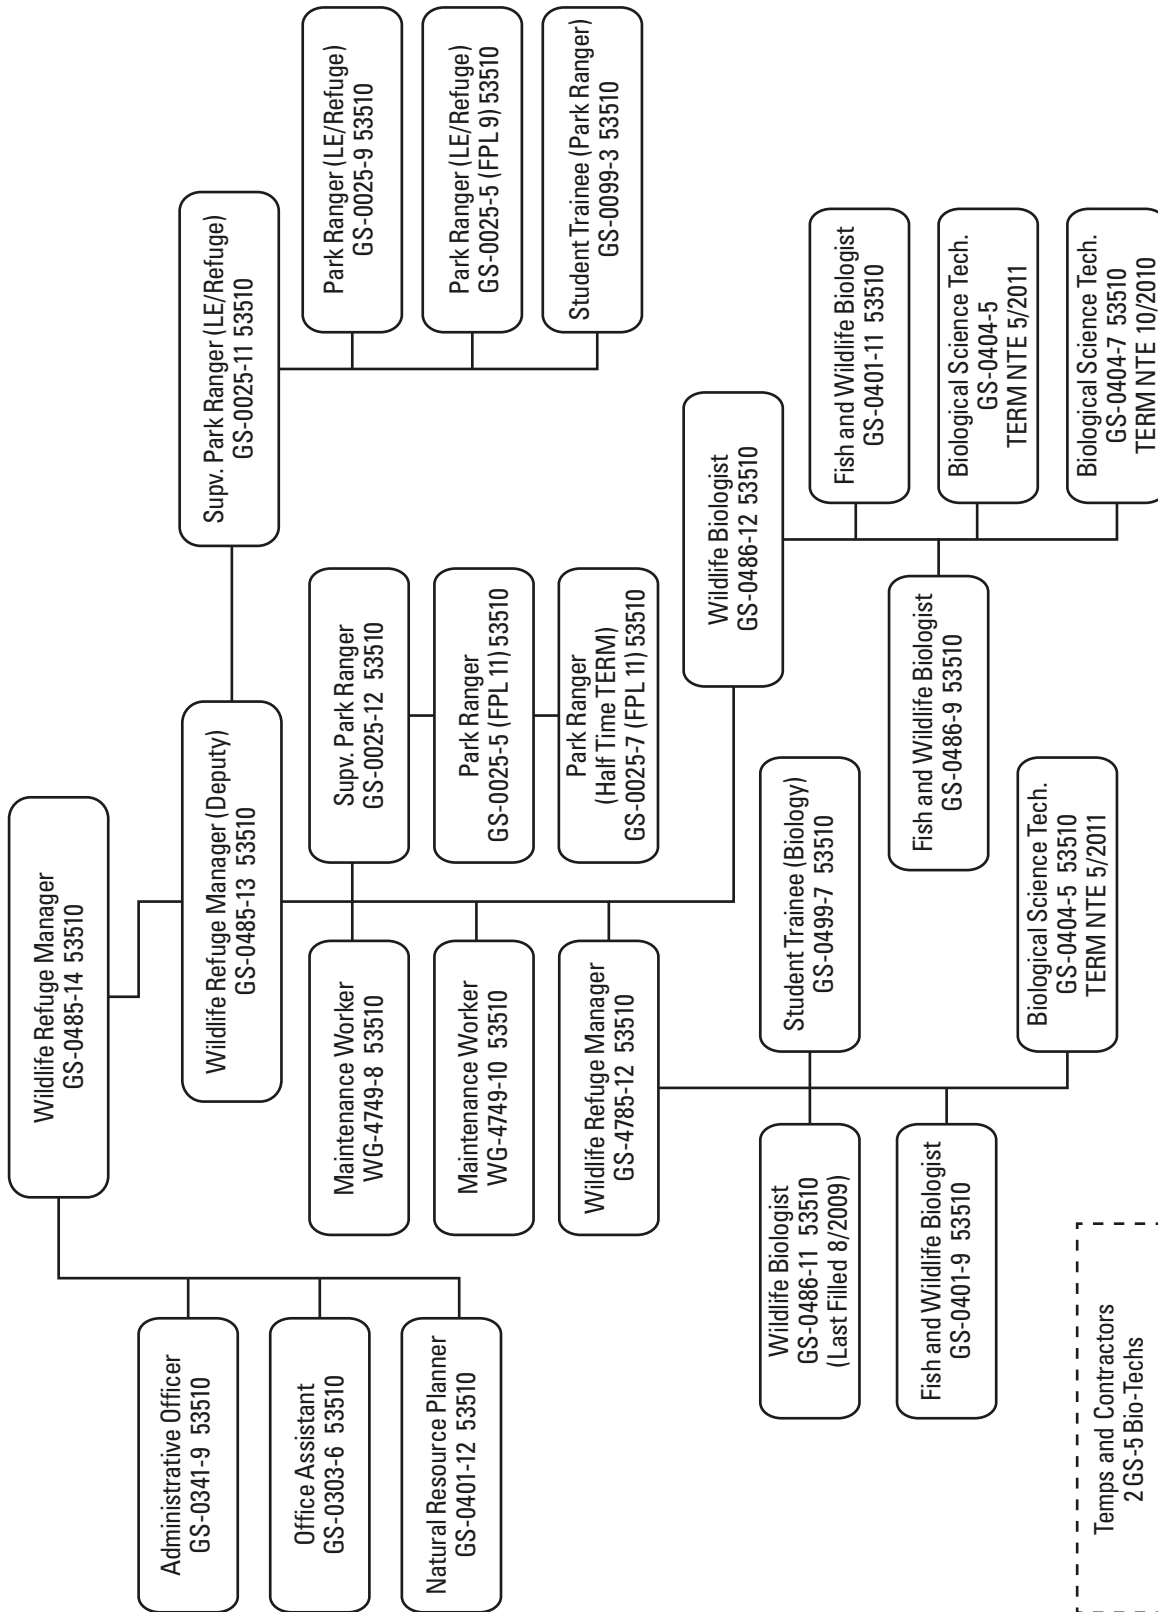 Wildlife Refuge Manager
GS-0485-14  53510
Administrative Officer
GS-0341-9  53510
Office Assistant
GS-0303-6  53510
Natural Resource Planner
GS-0401-12  53510
Wildlife Refuge Manager (Deputy)
GS-0485-13  53510
Supv. Park Ranger (LE/Refuge)
GS-0025-11  53510
Park Ranger (LE/Refuge)
GS-0025-9 53510
Park Ranger (LE/Refuge)
GS-0025-5 (FPL 9) 53510
Student Trainee (Park Ranger)
GS-0099-3  53510
Maintenance Worker
WG-4749-8  53510
Maintenance Worker
WG-4749-10  53510
Wildlife Refuge Manager
GS-4785-12  53510
Supv. Park Ranger
GS-0025-12  53510
Park Ranger
GS-0025-5 (FPL 11) 53510
Park Ranger
(Half Time TERM)
GS-0025-7 (FPL 11) 53510
Wildlife Biologist
GS-0486-11  53510
(Last Filled 8/2009)
Student Trainee (Biology)
GS-0499-7  53510
Fish and Wildlife Biologist
GS-0401-9  53510
Biological Science Tech.
GS-0404-5  53510
TERM NTE 5/2011
Wildlife Biologist
GS-0486-12  53510
Fish and Wildlife Biologist
GS-0401-11  53510
Fish and Wildlife Biologist
GS-0486-9  53510
Biological Science Tech.
GS-0404-5
TERM NTE 5/2011
Biological Science Tech.
GS-0404-7  53510
TERM NTE 10/2010
Temps and Contractors
2 GS-5 Bio-Techs